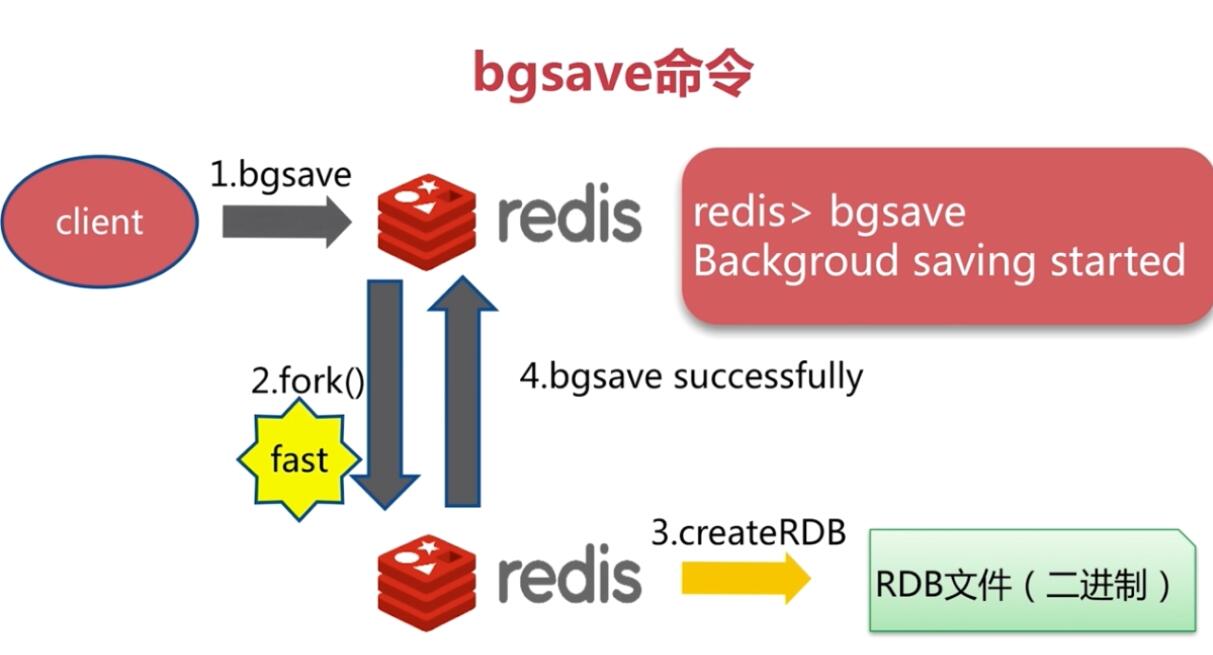 bgsave命令
client
1.bgsave
redis
redis> bgsave
Backgroud saving started
2.fork()
fast
4.bgsave successfully
redis
3.createRDB
RDB文件（二进制）